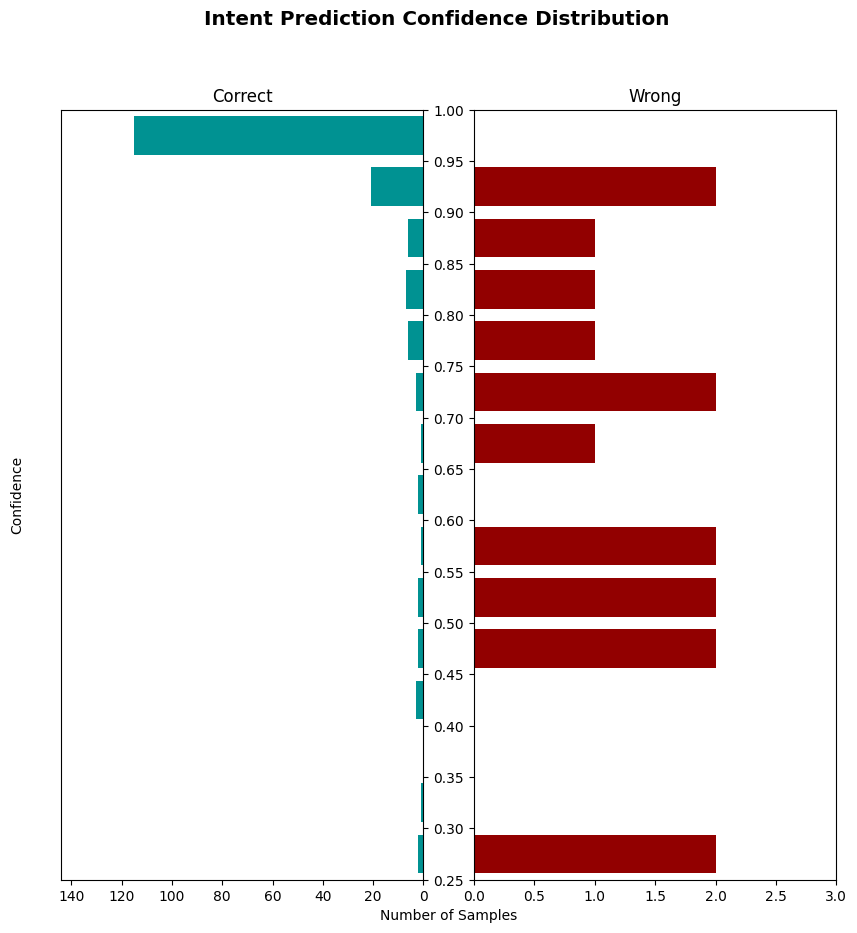 Intent Prediction Confidence Distribution
Correct
Wrong
Confidence
1.00
0.95
0.90
0.85
0.80
0.75
0.70
0.65
0.60
0.55
0.50
0.45
0.40
0.35
0.30
0.25
140 120 100 80 60 40 20 0
0.0 0.5 1.0 1.5 2.0 2.5 3.0
Number of Samples